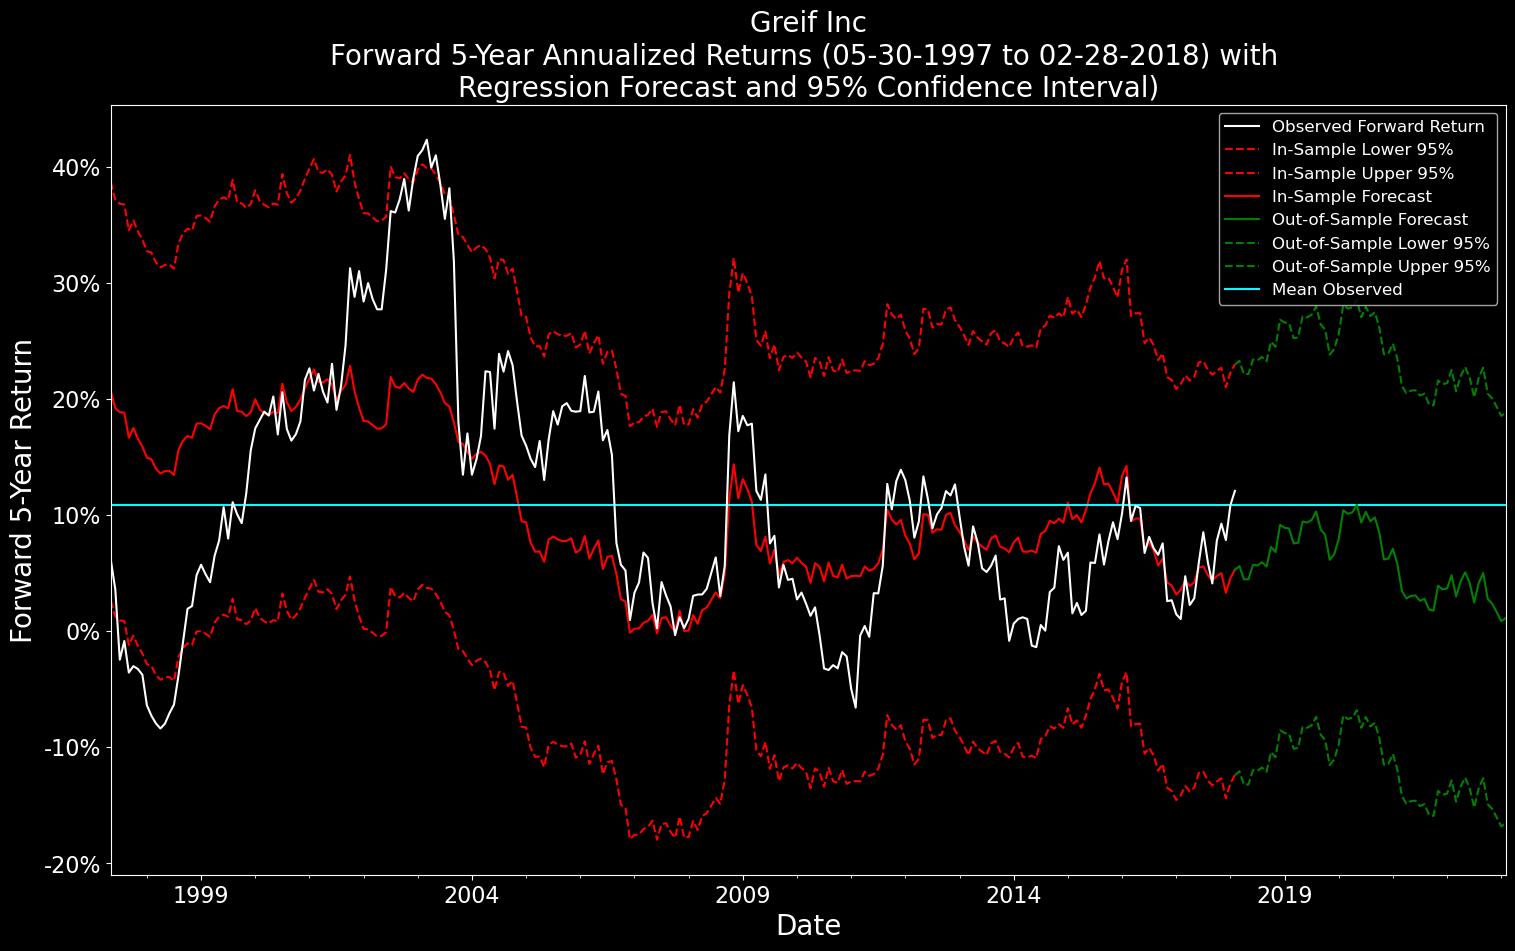 Greif Inc
Forward 5-Year Annualized Returns (05-30-1997 to 02-28-2018) with
Regression Forecast and 95% Confidence Interval)
Observed Forward Return
In-Sample Lower 95%
In-Sample Upper 95%
In-Sample Forecast
Out-of-Sample Forecast
Out-of-Sample Lower 95%
Out-of-Sample Upper 95%
Mean Observed
Forward 5-Year Return
40%
30%
20%
10%
0%
-10%
-20%
1999
2004
2009
2014
2019
Date